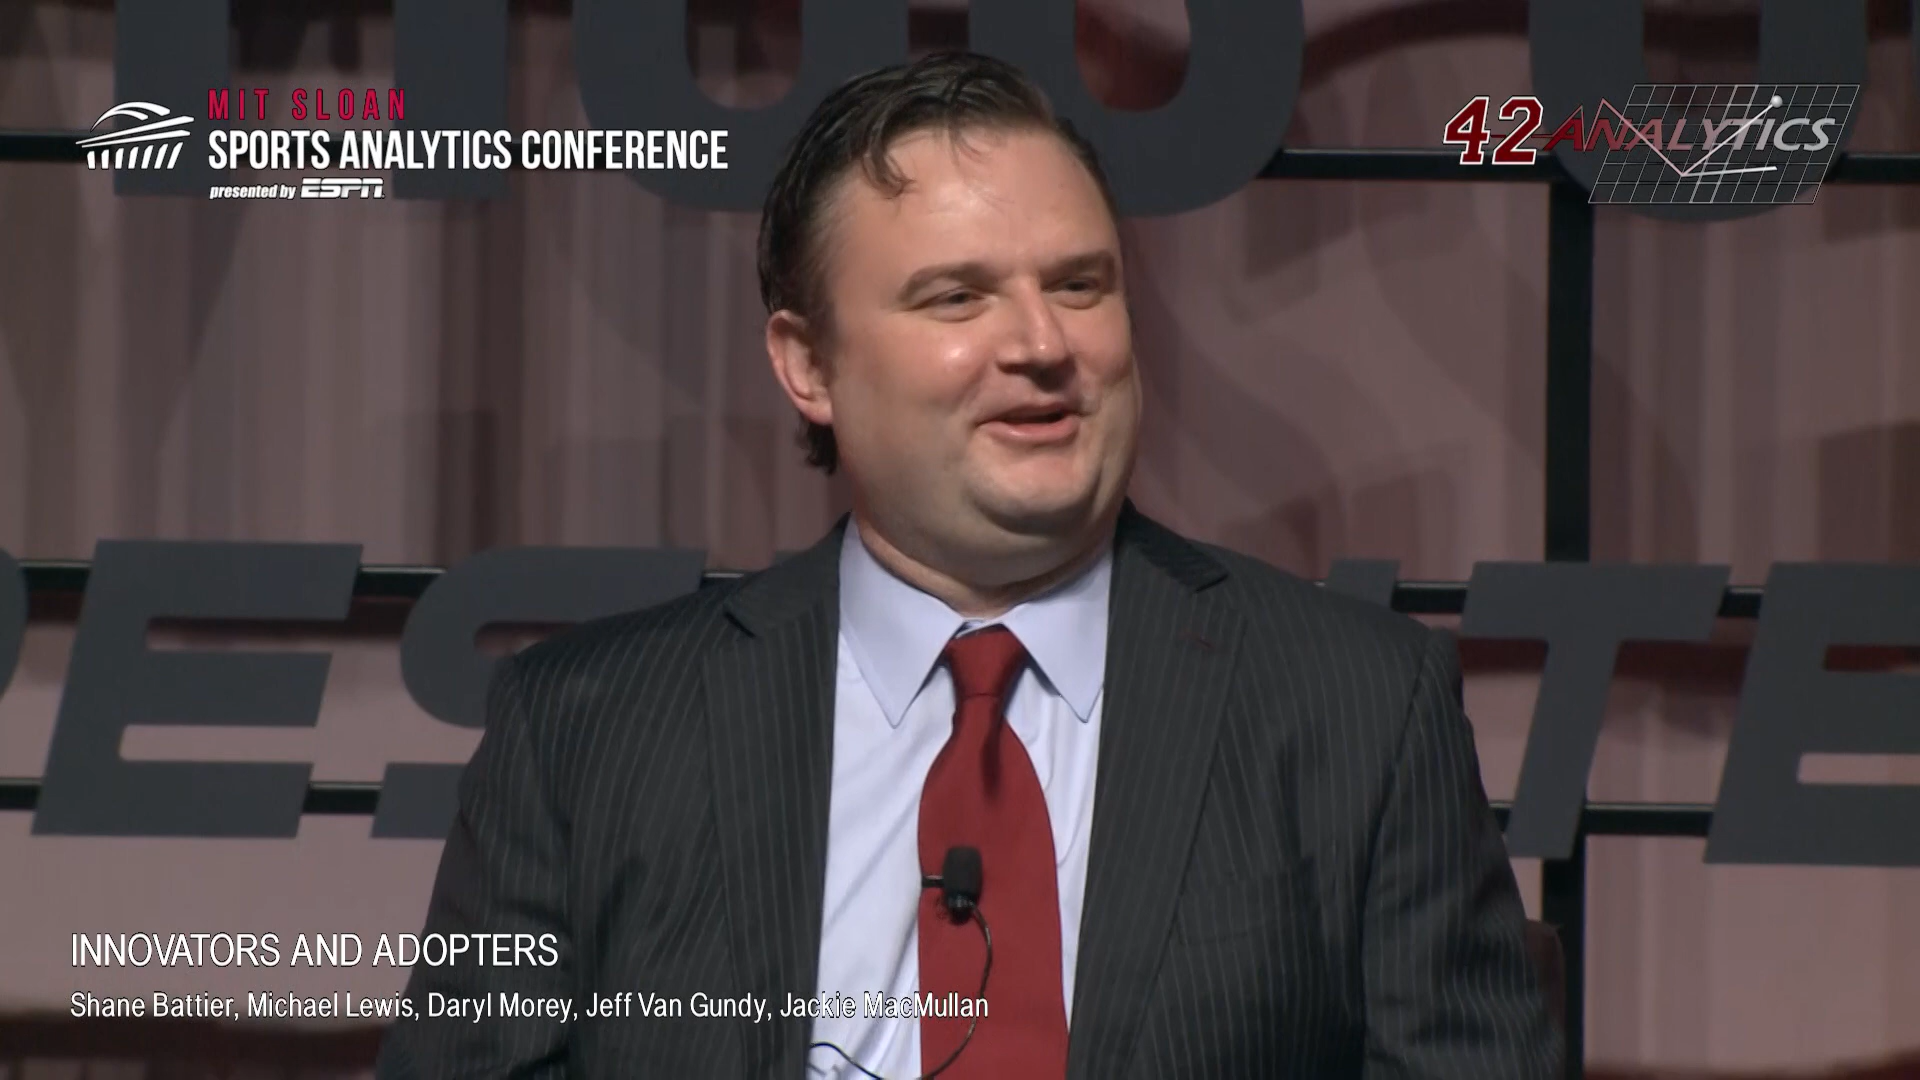 MIT SLOAN
SPORTS ANALYTICS CONFERENCE
presented by ESPN
42 ANALYTICS
INNOVATORS AND ADOPTERS
Shane Battier, Michael Lewis, Daryl Morey, Jeff Van Gundy, Jackie MacMullan